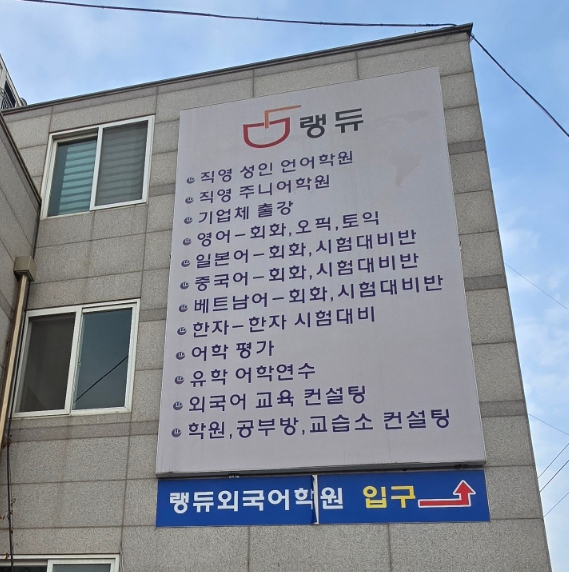 랭듀
직영 성인 언어학원
직영 주니어학원
기업체 출강
영어-회화,오픽,토익
일본어-회화,시험대비반
중국어-회화,시험대비반
베트남어-회화,시험대비반
한자-한자 시험대비
어학 평가
유학 어학연수
외국어 교육 컨설팅
학원,공부방,교습소 컨설팅
랭듀외국어학원 입구